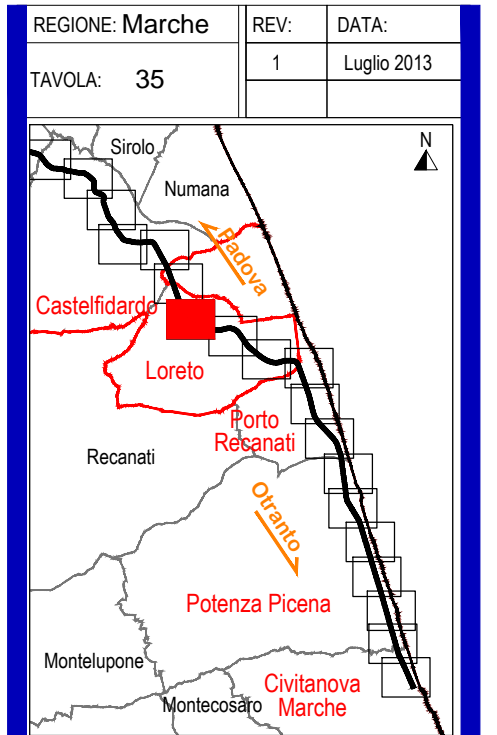 REGIONE: Marche
REV:
DATA:
TAVOLA: 35
1
Luglio 2013
Sirolo
N
Numana
Padova
Castelfidardo
Loreto
Porto
Recanati
Recanati
Otranto
Potenza Picena
Montelupone
Civitanova
Marche
Montecosaro